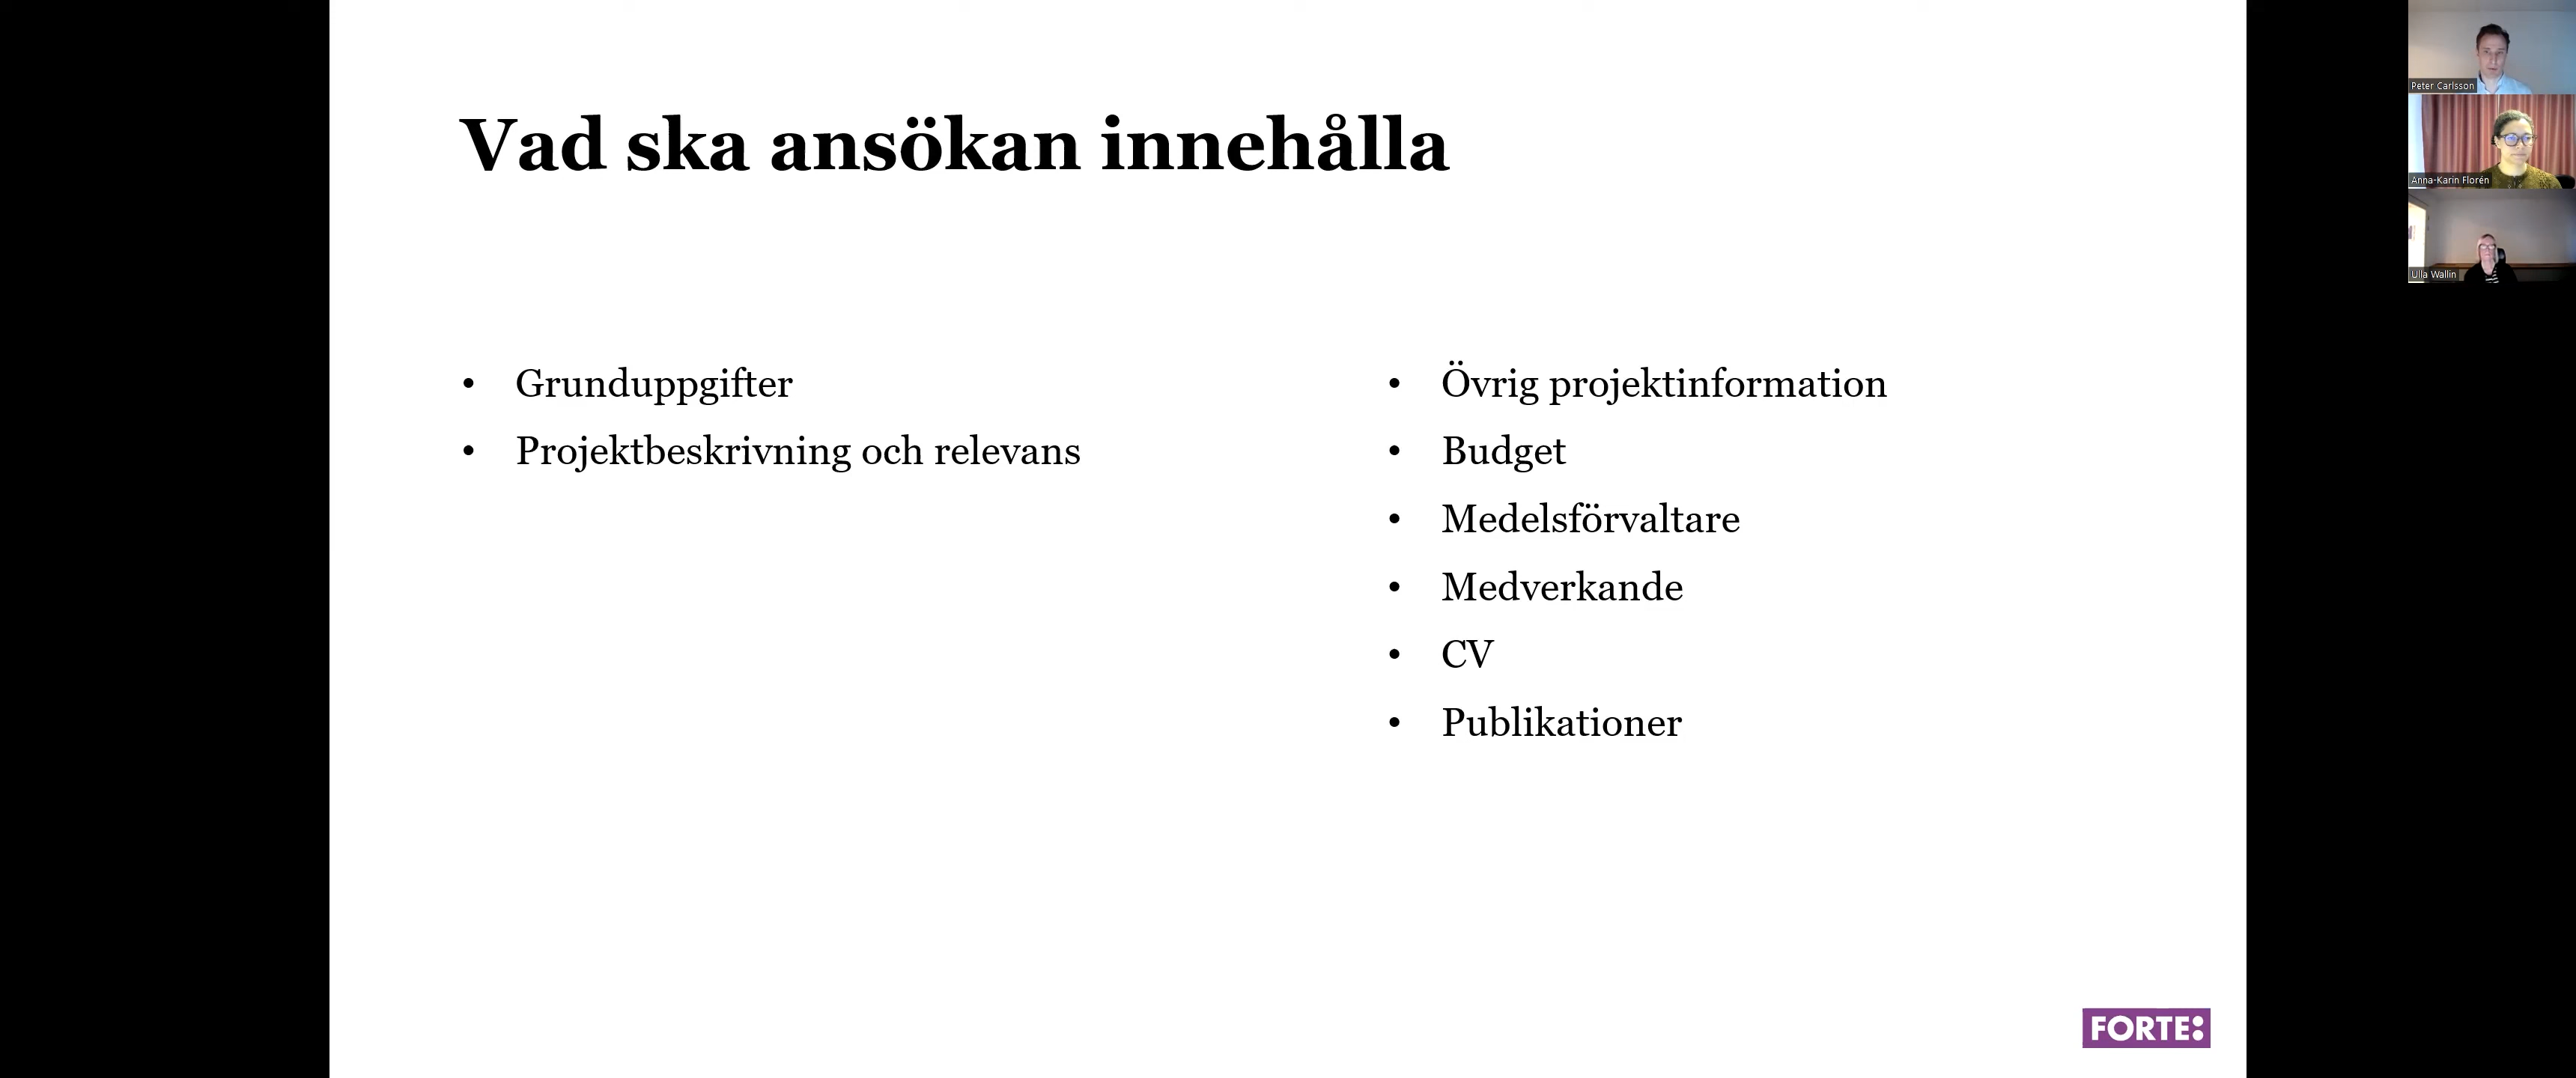 Vad ska ansökan innehålla
• Grunduppgifter
• Projektbeskrivning och relevans
• Övrig projektinformation
• Budget
• Medelsförvaltare
• Medverkande
• CV
• Publikationer
FORTE:
Peter Carlsson
Anna-Karin Florén
Ulla Wallin